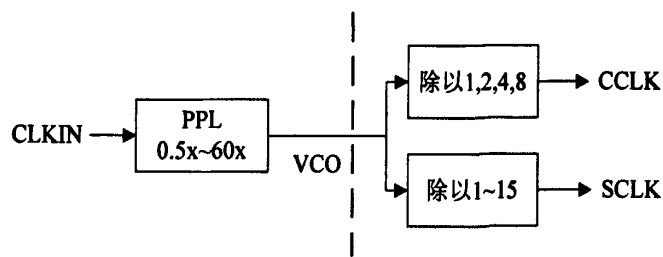 CLKIN
PPL
0.5x~60x
VCO
除以1,2,4,8
CCLK
除以1~15
SCLK